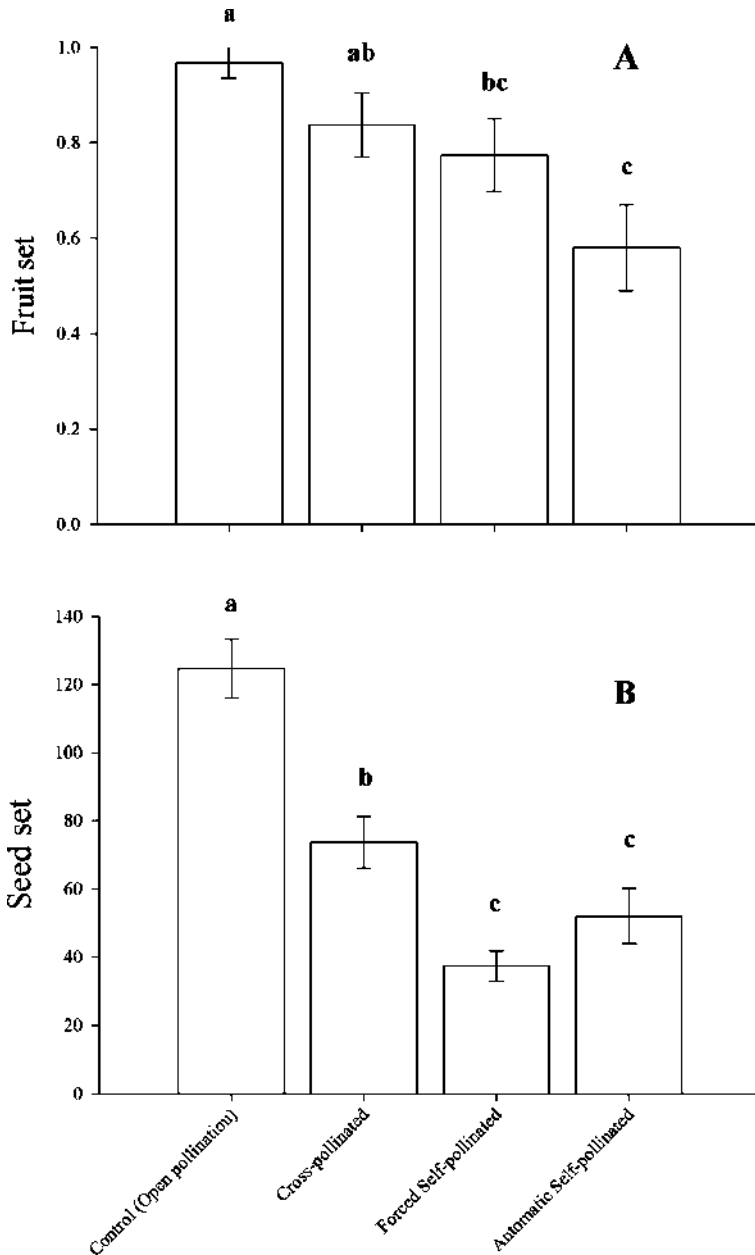 a
1.0
ab
A
bc
0.8
c
0.6
Fruit set
0.4
0.2
0.0
a
140
120
B
100
b
80
c
Seed set
60
c
40
20
0
Control (Open pollination)
Cross-pollinated
Forced Self-pollinated
Automatic Self-pollinated